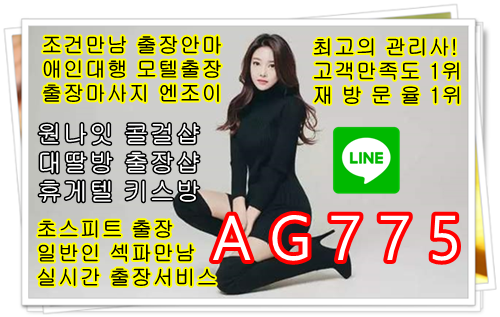 조건만남 출장안마
애인대행 모델출장
출장마사지 엔조이
최고의 관리사!
고객만족도 1위
재 방 문 율 1위
원나잇 콜걸샵
대딸방 출장샵
휴게텔 키스방
LINE
초스피트 출장
일반인 섹파만남
실시간 출장서비스
AG775